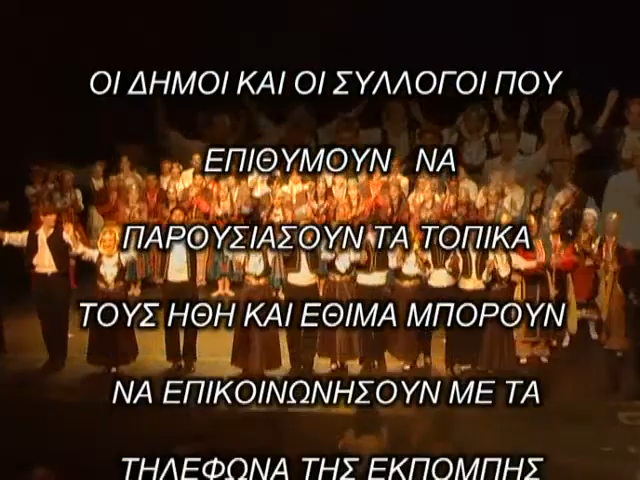 ΟΙ ΔΗΜΟΙ ΚΑΙ ΟΙ ΣΥΛΛΟΓΟΙ ΠΟΥ
ΕΠΙΘΥΜΟΥΝ ΝΑ
ΠΑΡΟΥΣΙΑΣΟΥΝ ΤΑ ΤΟΠΙΚΑ
ΤΟΥΣ ΗΘΗ ΚΑΙ ΕΘΙΜΑ ΜΠΟΡΟΥΝ
ΝΑ ΕΠΙΚΟΙΝΩΝΗΣΟΥΝ ΜΕ ΤΑ
ΤΗΛΕΦΩΝΑ ΤΗΣ ΕΚΠΟΜΠΗΣ